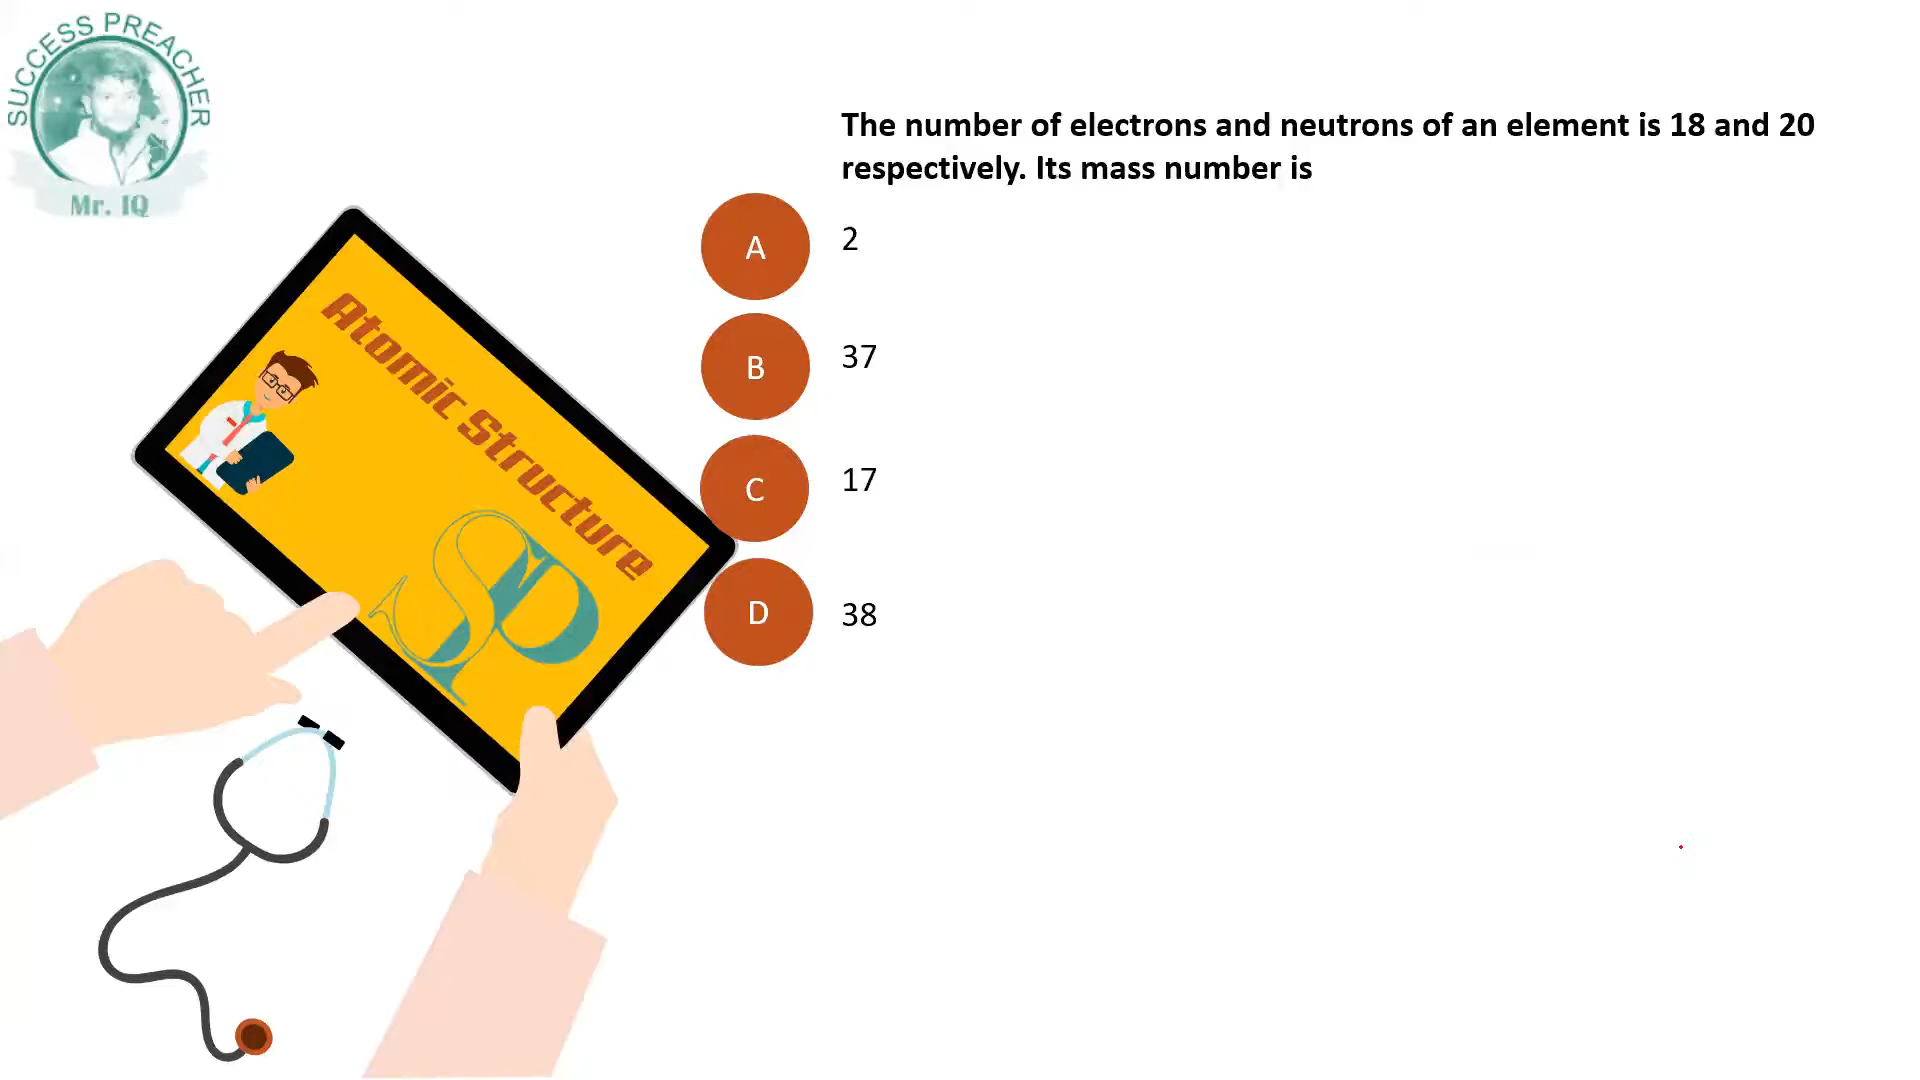 SUCCESS PREACHER
Mr. IQ
The number of electrons and neutrons of an element is 18 and 20
respectively. Its mass number is
A 2
B 37
C 17
D 38
Atomic Structure
SP